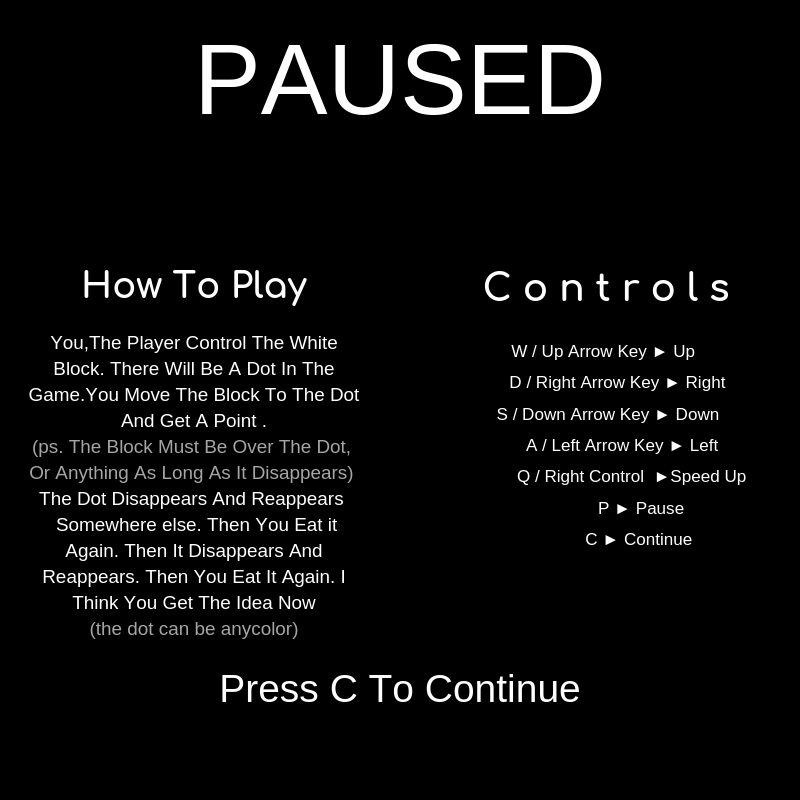 PAUSED
How To Play
You,The Player Control The White
Block. There Will Be A Dot In The
Game.You Move The Block To The Dot
And Get A Point .
(ps. The Block Must Be Over The Dot,
Or Anything As Long As It Disappears)
The Dot Disappears And Reappears
Somewhere else. Then You Eat it
Again. Then It Disappears And
Reappears. Then You Eat It Again. I
Think You Get The Idea Now
(the dot can be anycolor)
Controls
W / Up Arrow Key ► Up
D / Right Arrow Key ► Right
S / Down Arrow Key ► Down
A / Left Arrow Key ► Left
Q / Right Control ►Speed Up
P ► Pause
C ► Continue
Press C To Continue